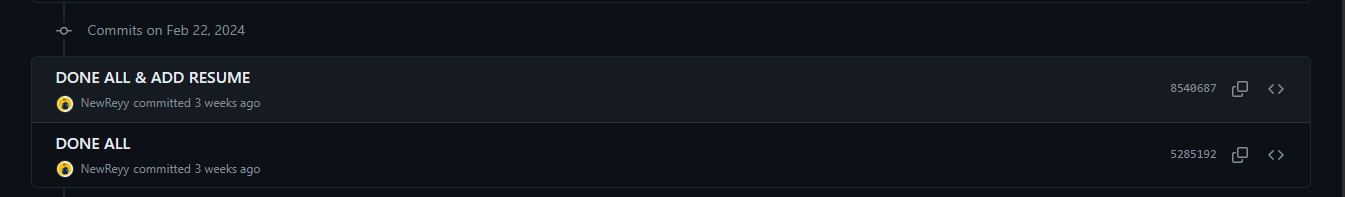 Commits on Feb 22, 2024
DONE ALL & ADD RESUME
NewReyy committed 3 weeks ago
8540687
DONE ALL
NewReyy committed 3 weeks ago
5285192